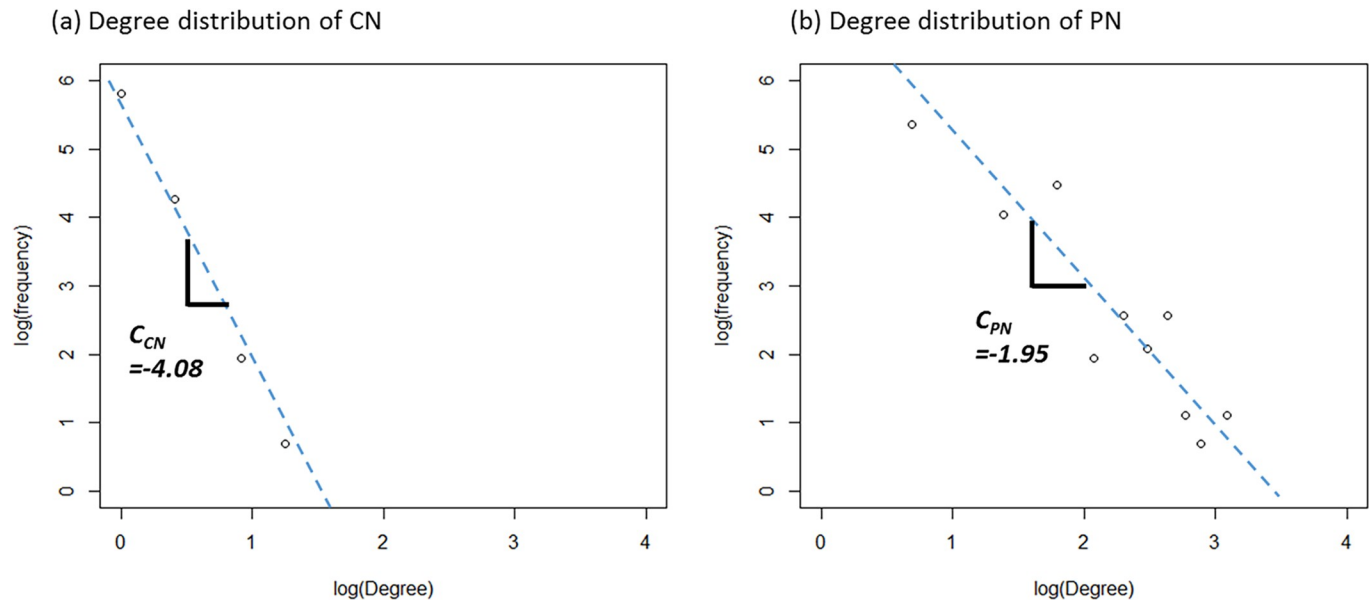 (a) Degree distribution of CN
6
5
4
3
2
1
0
log(frequency)
C_CN
=-4.08
0 1 2 3 4
log(Degree)
(b) Degree distribution of PN
6
5
4
3
2
1
0
log(frequency)
C_PN
=-1.95
0 1 2 3 4
log(Degree)